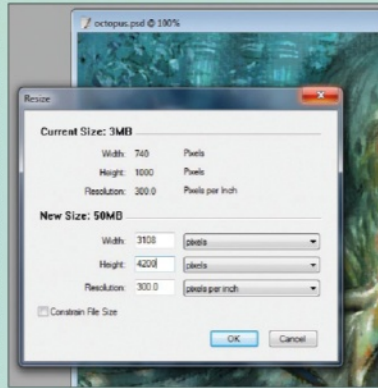 octopus.psd @ 100%
Resize
Current Size: 3MB
Width: 740 Pixels
Height: 1000 Pixels
Resolution: 300.0 Pixels per Inch
New Size: 50MB
Width: 3108 pixels
Height: 4200 pixels
Resolution: 300.0 pixels per inch
Constrain File Size
OK Cancel